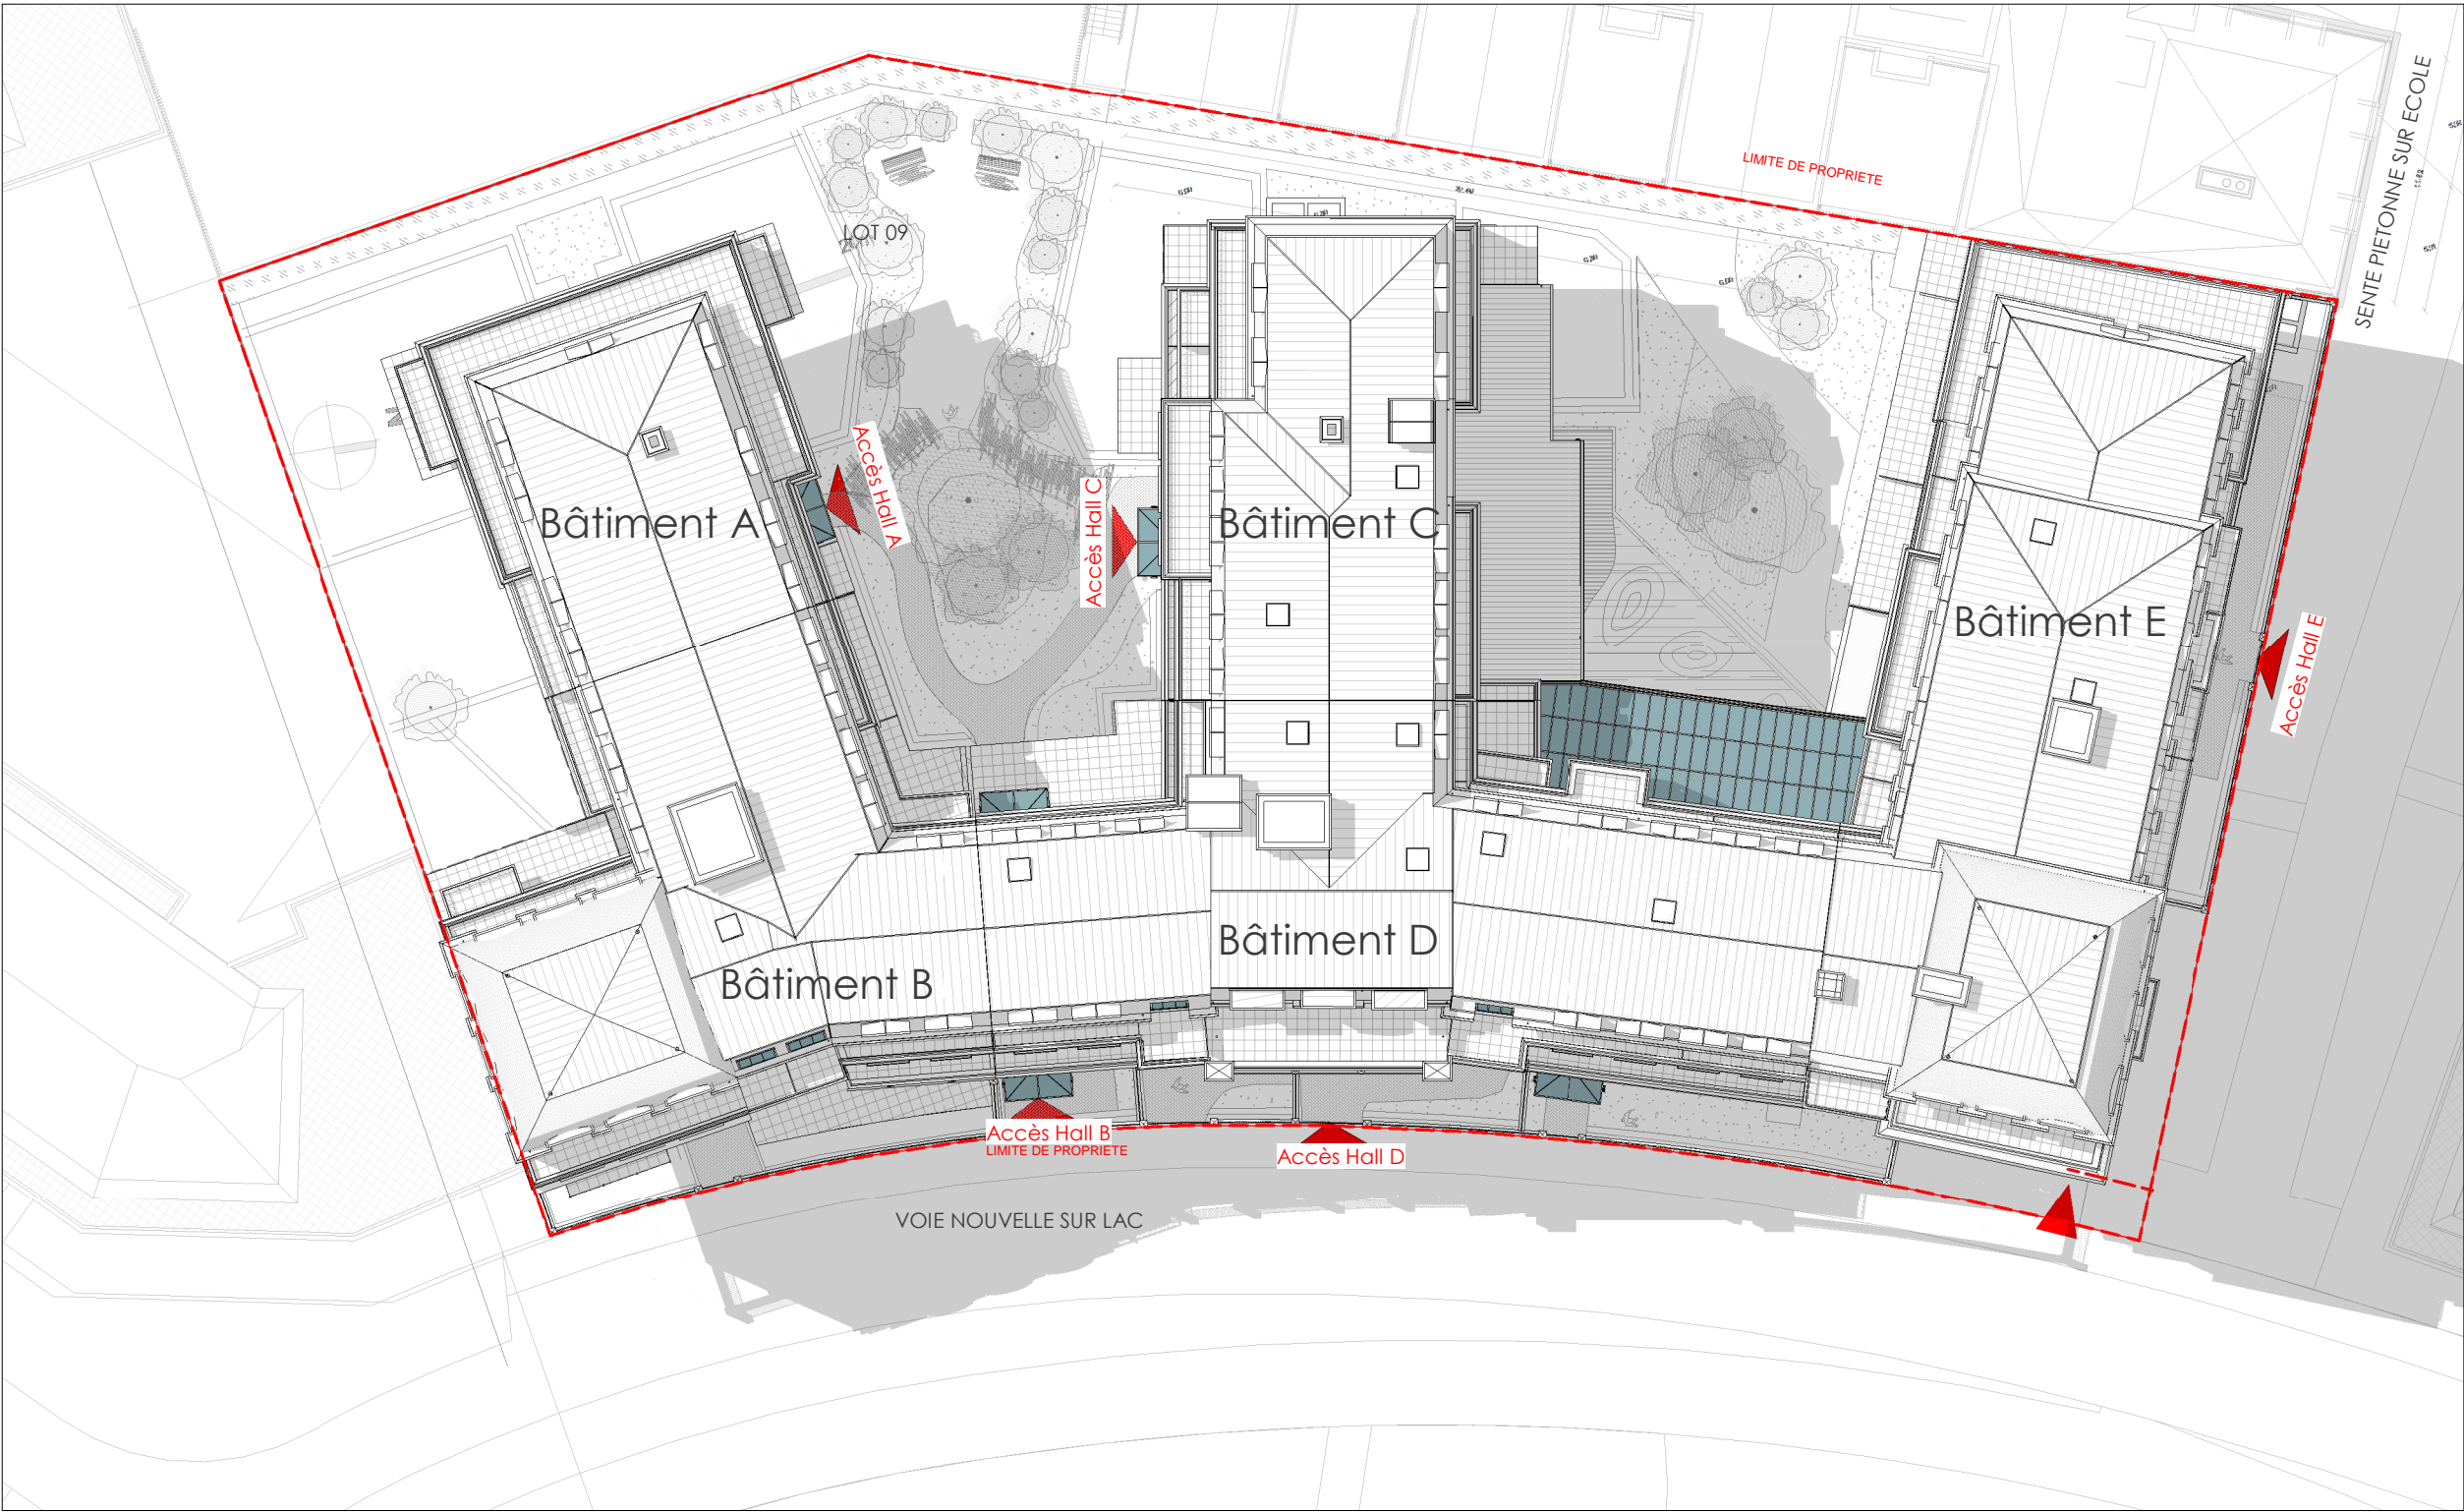 SENTE PIETONNE SUR ECOLE
LIMITE DE PROPRIETE
LOT 09
Accès Hall A
Accès Hall C
Bâtiment A
Bâtiment C
Bâtiment E
Accès Hall E
Bâtiment D
Bâtiment B
Accès Hall B
LIMITE DE PROPRIETE
Accès Hall D
VOIE NOUVELLE SUR LAC